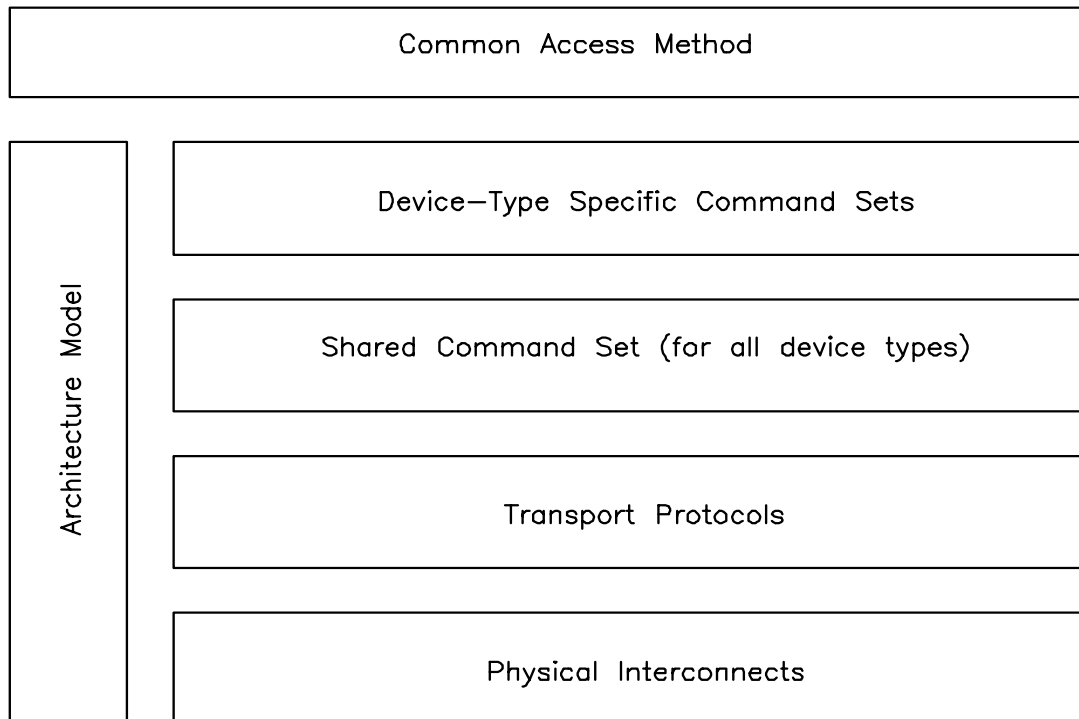 Common Access Method
Device-Type Specific Command Sets
Shared Command Set (for all device types)
Architecture Model
Transport Protocols
Physical Interconnects